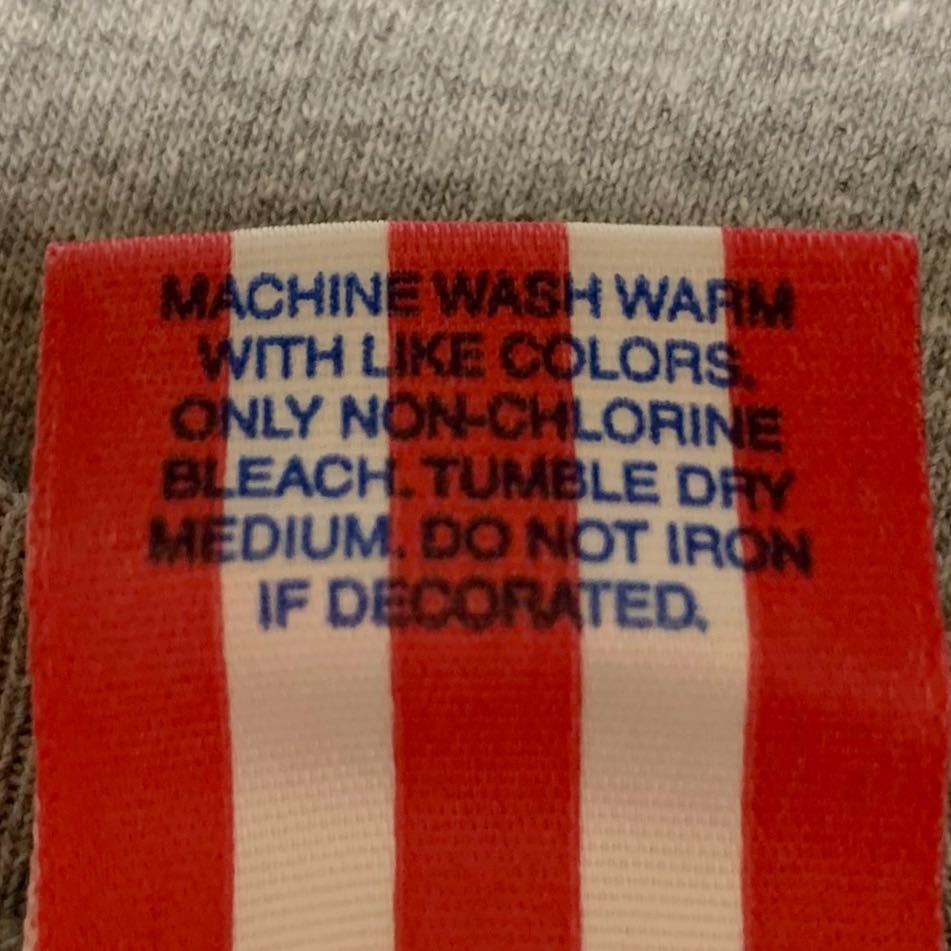 MACHINE WASH WARM
WITH LIKE COLORS.
ONLY NON-CHLORINE
BLEACH. TUMBLE DRY
MEDIUM. DO NOT IRON
IF DECORATED.